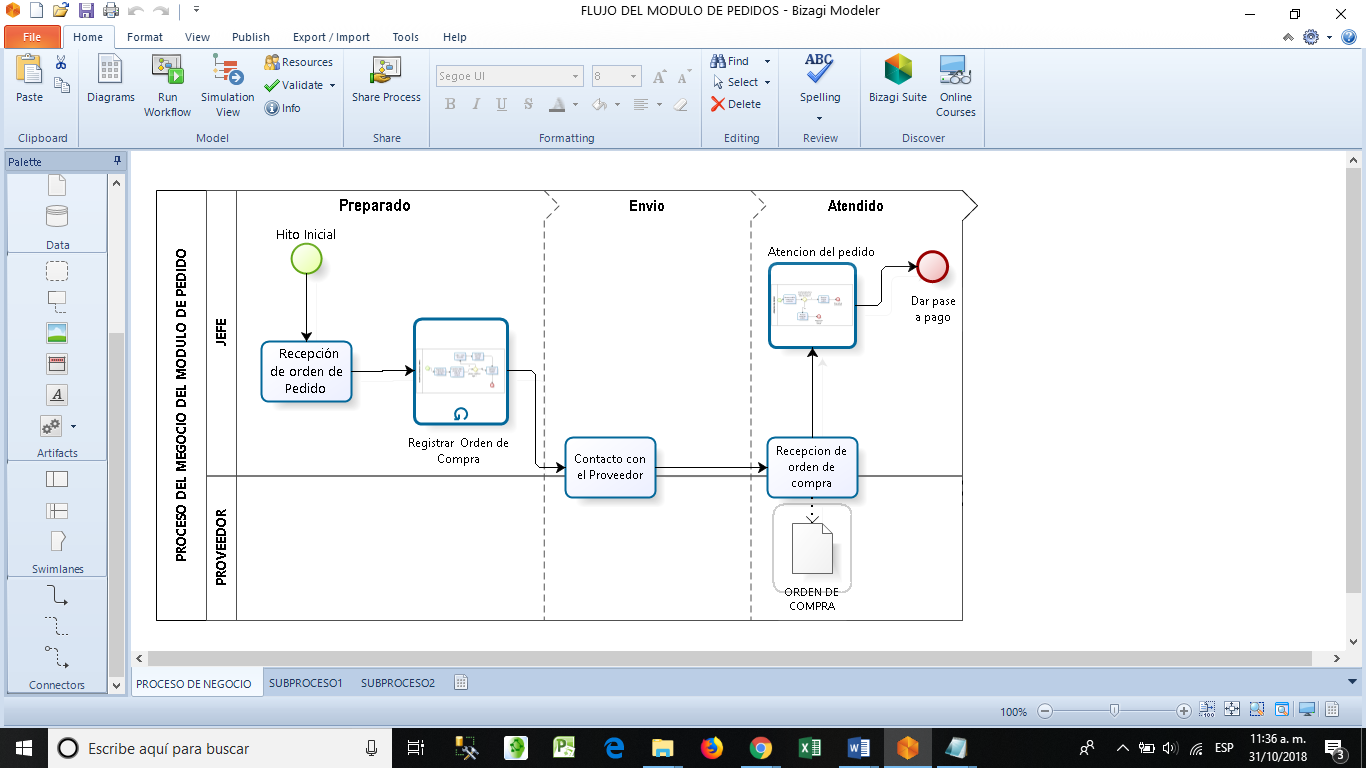 FLUJO DEL MODULO DE PEDIDOS - Bizagi Modeler
File Home Format View Publish Export / Import Tools Help
Paste
Clipboard
Diagrams
Run Workflow
Simulation View
Resources
Validate
Info
Model
Share Process
Share
Segoe UI 8
B I U S A
Formatting
Find
Select
Delete
Editing
ABC
Spelling
Review
Bizagi Suite
Online Courses
Discover
Palette
Data
A
Artifacts
Swimlanes
Connectors
PROCESO DEL MEGOCIO DEL MODULO DE PEDIDO
JEFE
PROVEEDOR
Preparado
Envio
Atendido
Hito Inicial
Recepción
de orden de
Pedido
Registrar Orden de
Compra
Contacto con
el Proveedor
Atencion del pedido
Dar pase
a pago
Recepcion de
orden de
compra
ORDEN DE
COMPRA
PROCESO DE NEGOCIO SUBPROCESO1 SUBPROCESO2
100%
Escribe aquí para buscar
ESP
11:36 a. m.
31/10/2018
3